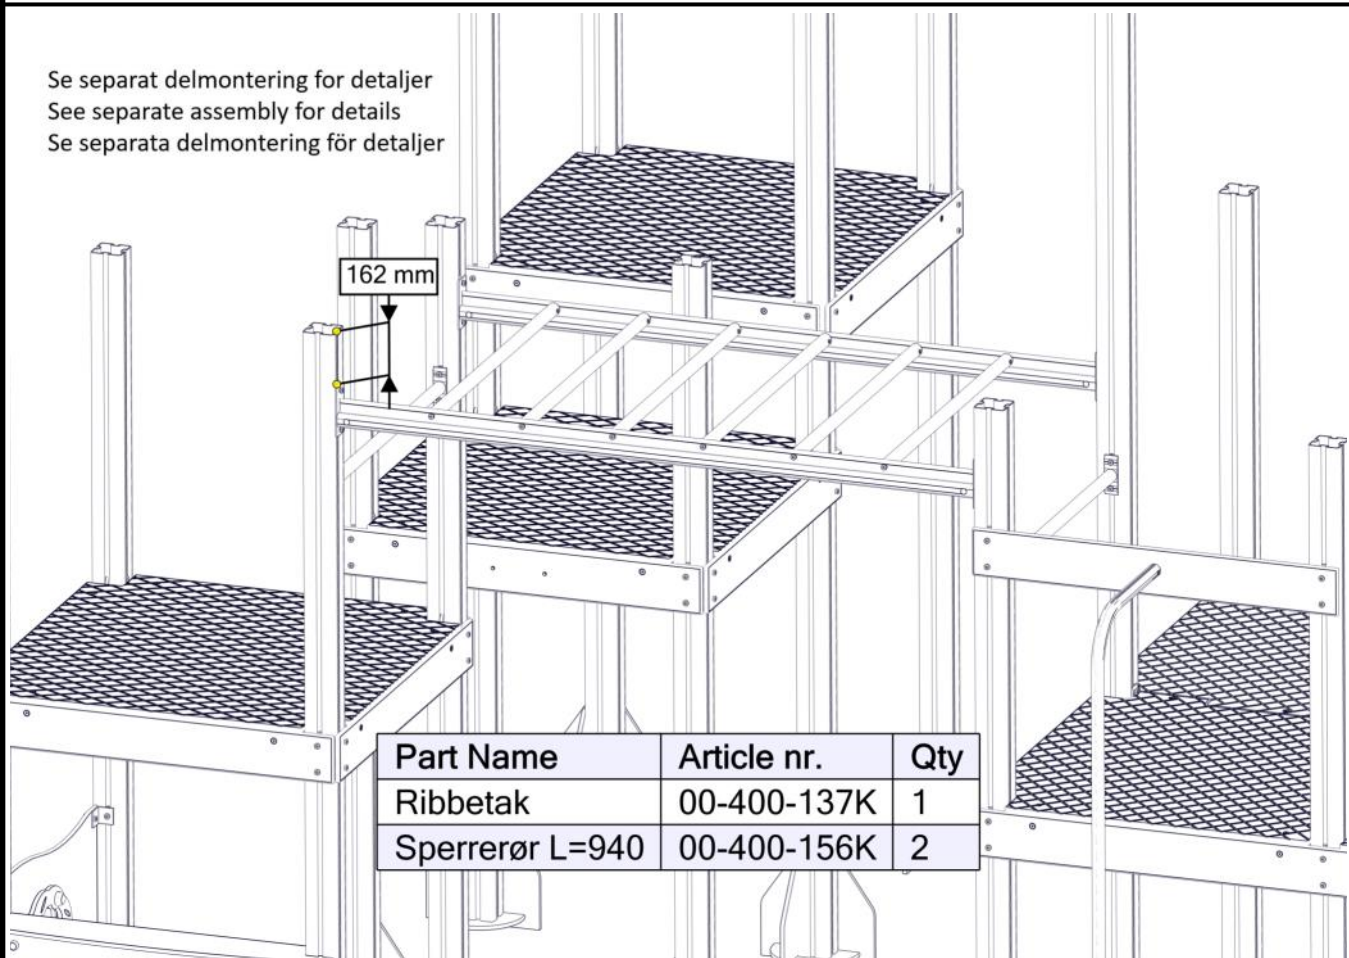 Se separat delmontering for detaljer
See separate assembly for details
Se separata delmontering för detaljer
162 mm
Part Name Article nr. Qty
Ribbetak 00-400-137K 1
Sperrerør L=940 00-400-156K 2